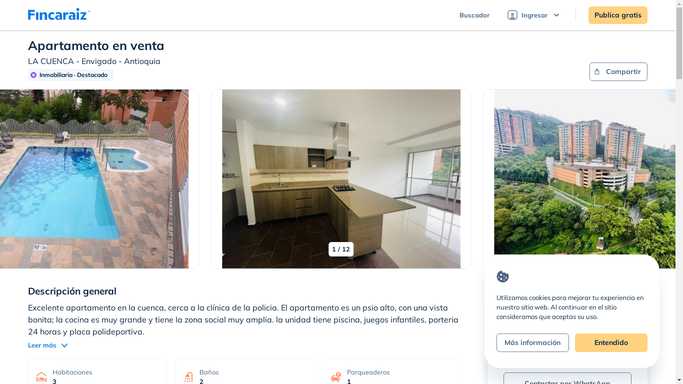 Fincaraiz
Buscador
Ingresar
Publica gratis
Apartamento en venta
LA CUENCA - Envigado - Antioquia
Inmobiliaria · Destacado
Compartir
1 / 12
Descripción general
Excelente apartamento en la cuenca, cerca a la clínica de la policia. El apartamento es un psio alto, con una vista
bonita; la cocina es muy grande y tiene la zona social muy amplia. la unidad tiene piscina, juegos infantiles, portería
24 horas y placa polideportiva.
Leer más
Habitaciones
3
Baños
2
Parqueaderos
1
Utilizamos cookies para mejorar tu experiencia en
nuestro sitio web. Al continuar en el sitio
consideramos que aceptas su uso.
Más información
Entendido
Contactar por WhatsApp